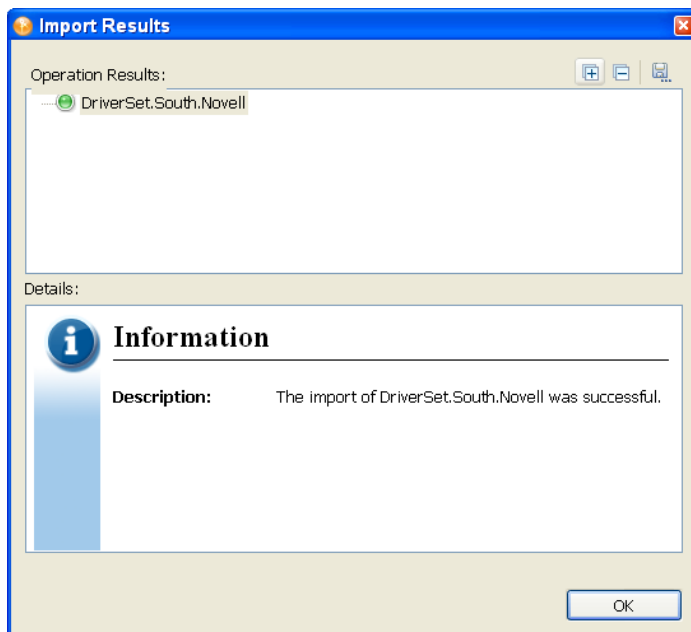 Import Results
Operation Results:
DriverSet.South.Novell
Details:
Information
Description: The import of DriverSet.South.Novell was successful.
OK